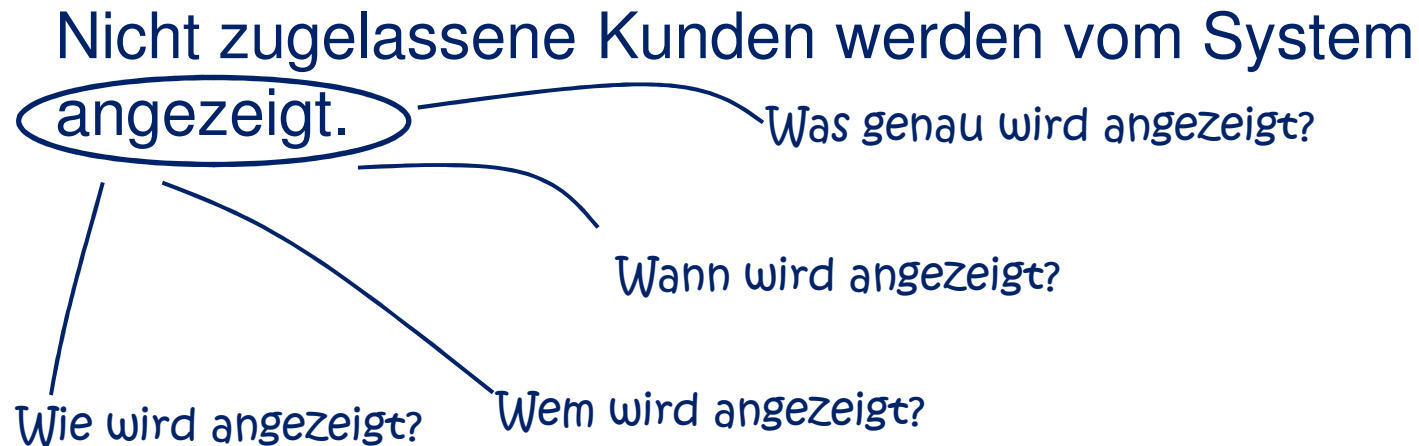 Nicht zugelassene Kunden werden vom System
angezeigt.
Was genau wird angezeigt?
Wann wird angezeigt?
Wie wird angezeigt?
Wem wird angezeigt?